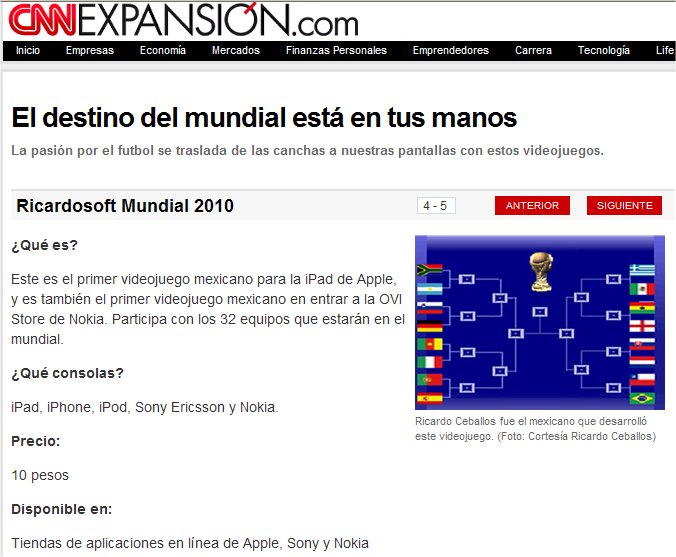 CNNEXPANSIÓN.com
Inicio Empresas Economía Mercados Finanzas Personales Emprendedores Carrera Tecnología Life
El destino del mundial está en tus manos
La pasión por el futbol se traslada de las canchas a nuestras pantallas con estos videojuegos.
Ricardosoft Mundial 2010
4 - 5
ANTERIOR
SIGUIENTE
¿Qué es?
Este es el primer videojuego mexicano para la iPad de Apple,
y es también el primer videojuego mexicano en entrar a la OVI
Store de Nokia. Participa con los 32 equipos que estarán en el
mundial.
¿Qué consolas?
iPad, iPhone, iPod, Sony Ericsson y Nokia.
Precio:
10 pesos
Disponible en:
Tiendas de aplicaciones en línea de Apple, Sony y Nokia
Ricardo Ceballos fue el mexicano que desarrolló
este videojuego. (Foto: Cortesía Ricardo Ceballos)